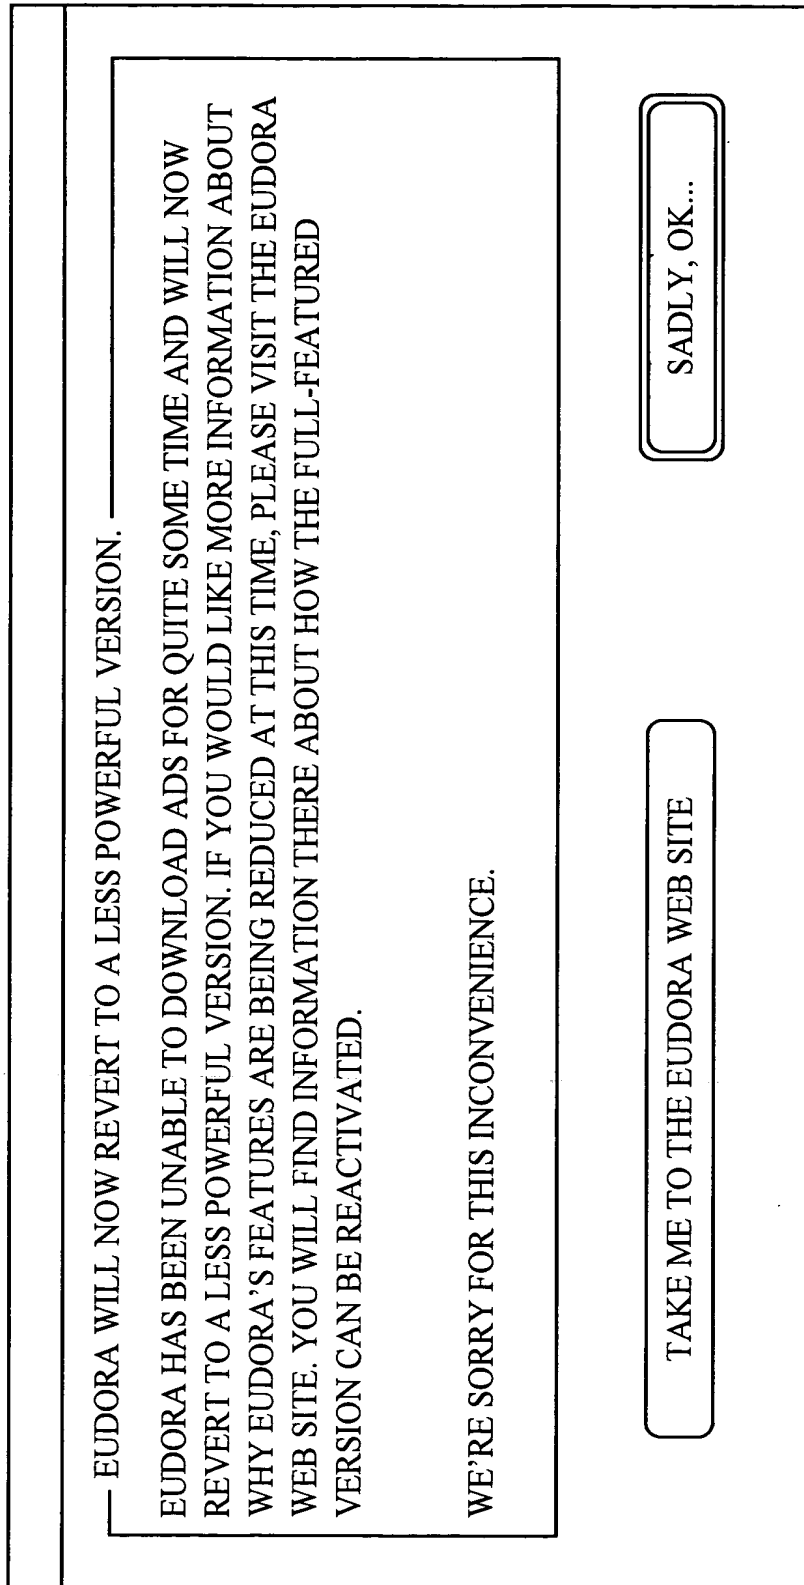 EUDORA WILL NOW REVERT TO A LESS POWERFUL VERSION.
EUDORA HAS BEEN UNABLE TO DOWNLOAD ADS FOR QUITE SOME TIME AND WILL NOW
REVERT TO A LESS POWERFUL VERSION. IF YOU WOULD LIKE MORE INFORMATION ABOUT
WHY EUDORA'S FEATURES ARE BEING REDUCED AT THIS TIME, PLEASE VISIT THE EUDORA
WEB SITE. YOU WILL FIND INFORMATION THERE ABOUT HOW THE FULL-FEATURED
VERSION CAN BE REACTIVATED.
WE'RE SORRY FOR THIS INCONVENIENCE.
TAKE ME TO THE EUDORA WEB SITE
SADLY, OK...